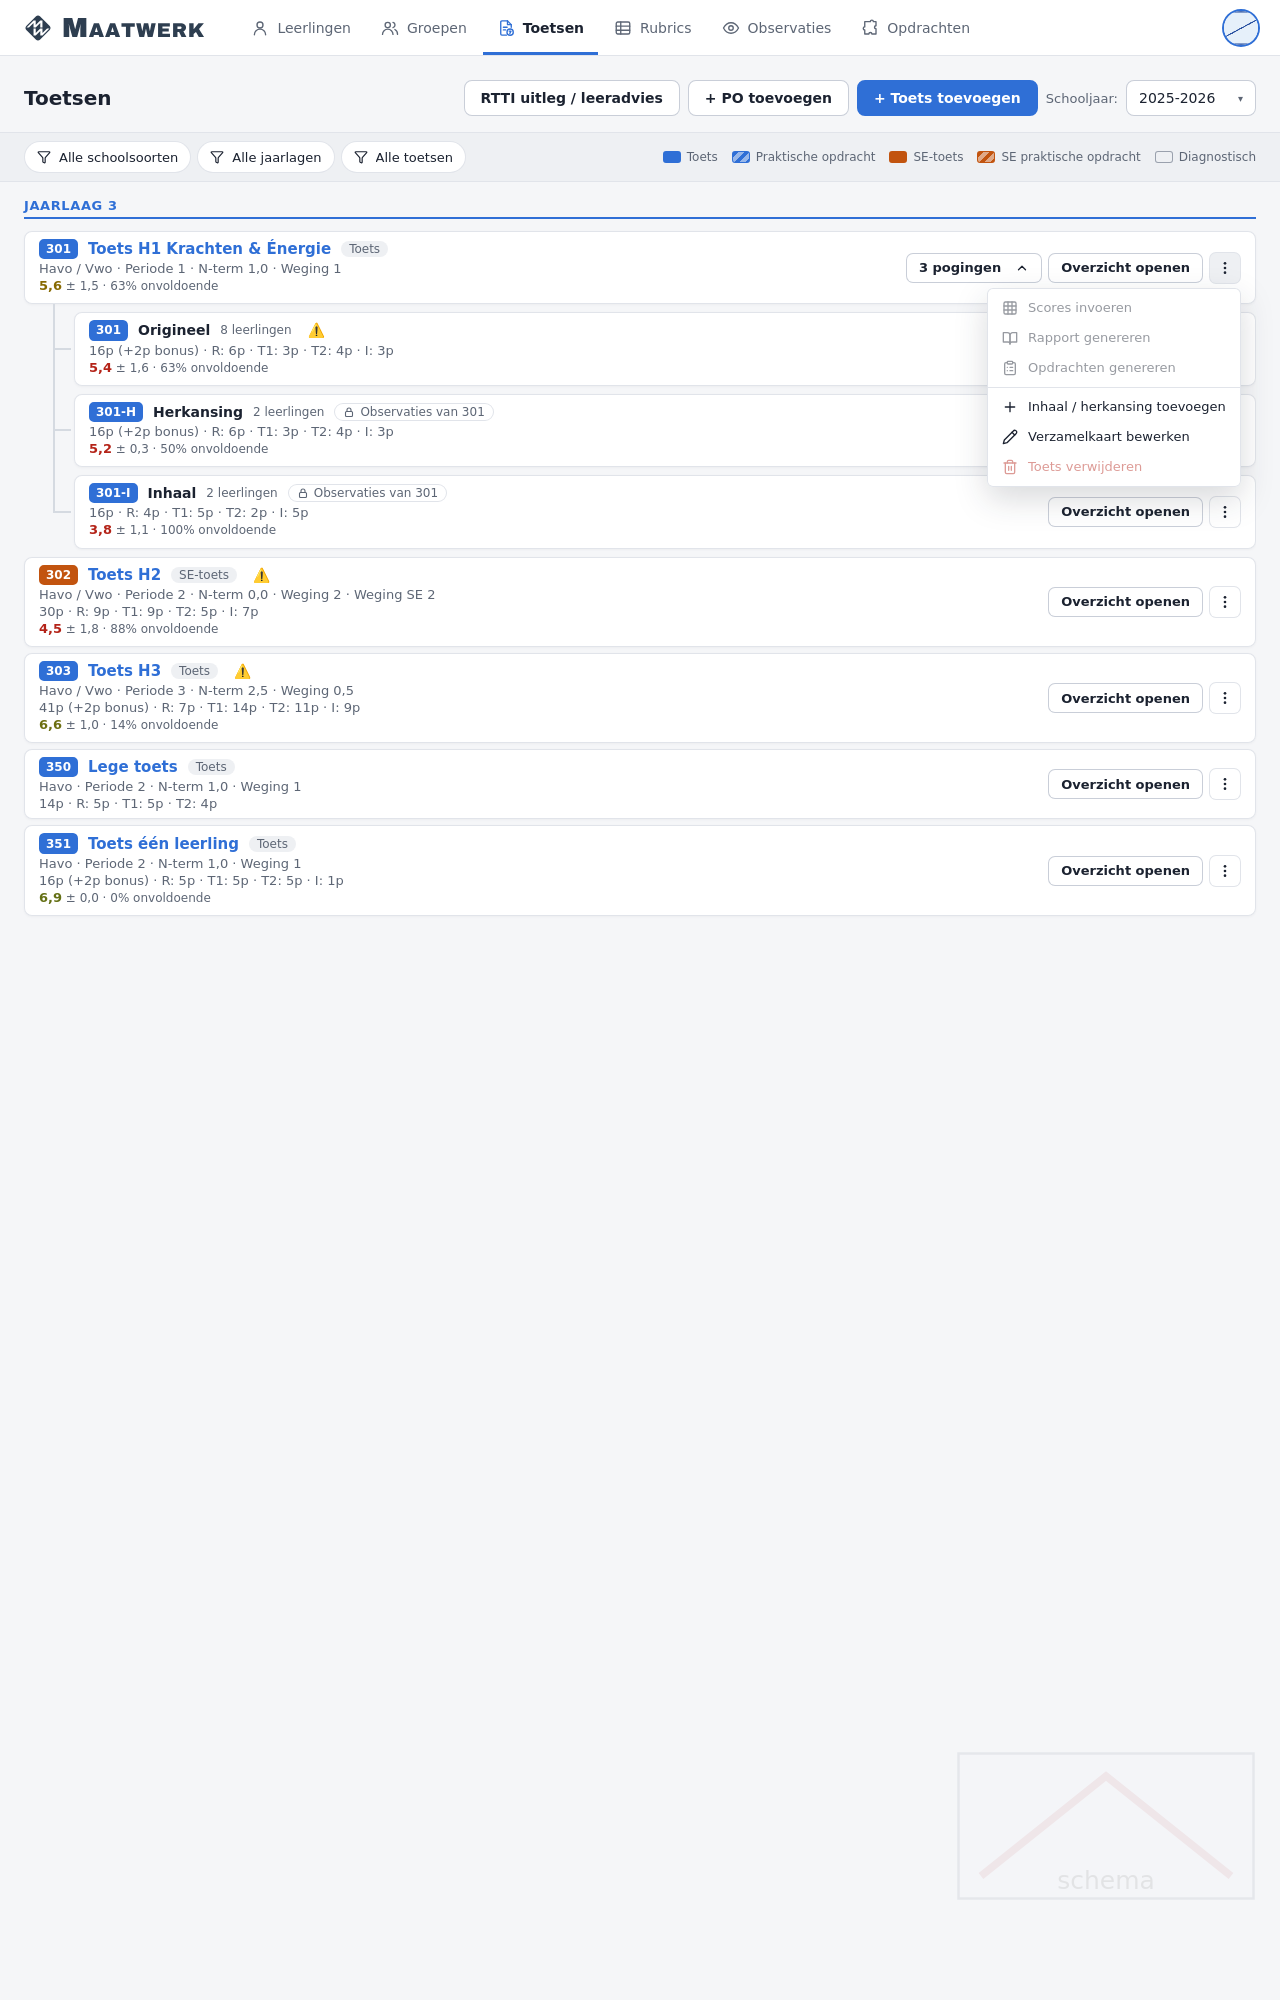 MAATWERK
Leerlingen
Groepen
Toetsen
Rubrics
Observaties
Opdrachten
Toetsen
RTTI uitleg / leeradvies
+ PO toevoegen
+ Toets toevoegen
Schooljaar:
2025-2026
Alle schoolsoorten
Alle jaarlagen
Alle toetsen
Toets
Praktische opdracht
SE-toets
SE praktische opdracht
Diagnostisch
JAARLAAG 3
301 Toets H1 Krachten & Énergie Toets
Havo / Vwo · Periode 1 · N-term 1,0 · Weging 1
5,6 ± 1,5 · 63% onvoldoende
3 pogingen
Overzicht openen
Scores invoeren
Rapport genereren
Opdrachten genereren
Inhaal / herkansing toevoegen
Verzamelkaart bewerken
Toets verwijderen
301 Origineel 8 leerlingen
16p (+2p bonus) · R: 6p · T1: 3p · T2: 4p · I: 3p
5,4 ± 1,6 · 63% onvoldoende
301-H Herkansing 2 leerlingen Observaties van 301
16p (+2p bonus) · R: 6p · T1: 3p · T2: 4p · I: 3p
5,2 ± 0,3 · 50% onvoldoende
301-I Inhaal 2 leerlingen Observaties van 301
16p · R: 4p · T1: 5p · T2: 2p · I: 5p
3,8 ± 1,1 · 100% onvoldoende
Overzicht openen
302 Toets H2 SE-toets
Havo / Vwo · Periode 2 · N-term 0,0 · Weging 2 · Weging SE 2
30p · R: 9p · T1: 9p · T2: 5p · I: 7p
4,5 ± 1,8 · 88% onvoldoende
Overzicht openen
303 Toets H3 Toets
Havo / Vwo · Periode 3 · N-term 2,5 · Weging 0,5
41p (+2p bonus) · R: 7p · T1: 14p · T2: 11p · I: 9p
6,6 ± 1,0 · 14% onvoldoende
Overzicht openen
350 Lege toets Toets
Havo · Periode 2 · N-term 1,0 · Weging 1
14p · R: 5p · T1: 5p · T2: 4p
Overzicht openen
351 Toets één leerling Toets
Havo · Periode 2 · N-term 1,0 · Weging 1
16p (+2p bonus) · R: 5p · T1: 5p · T2: 5p · I: 1p
6,9 ± 0,0 · 0% onvoldoende
Overzicht openen
schema